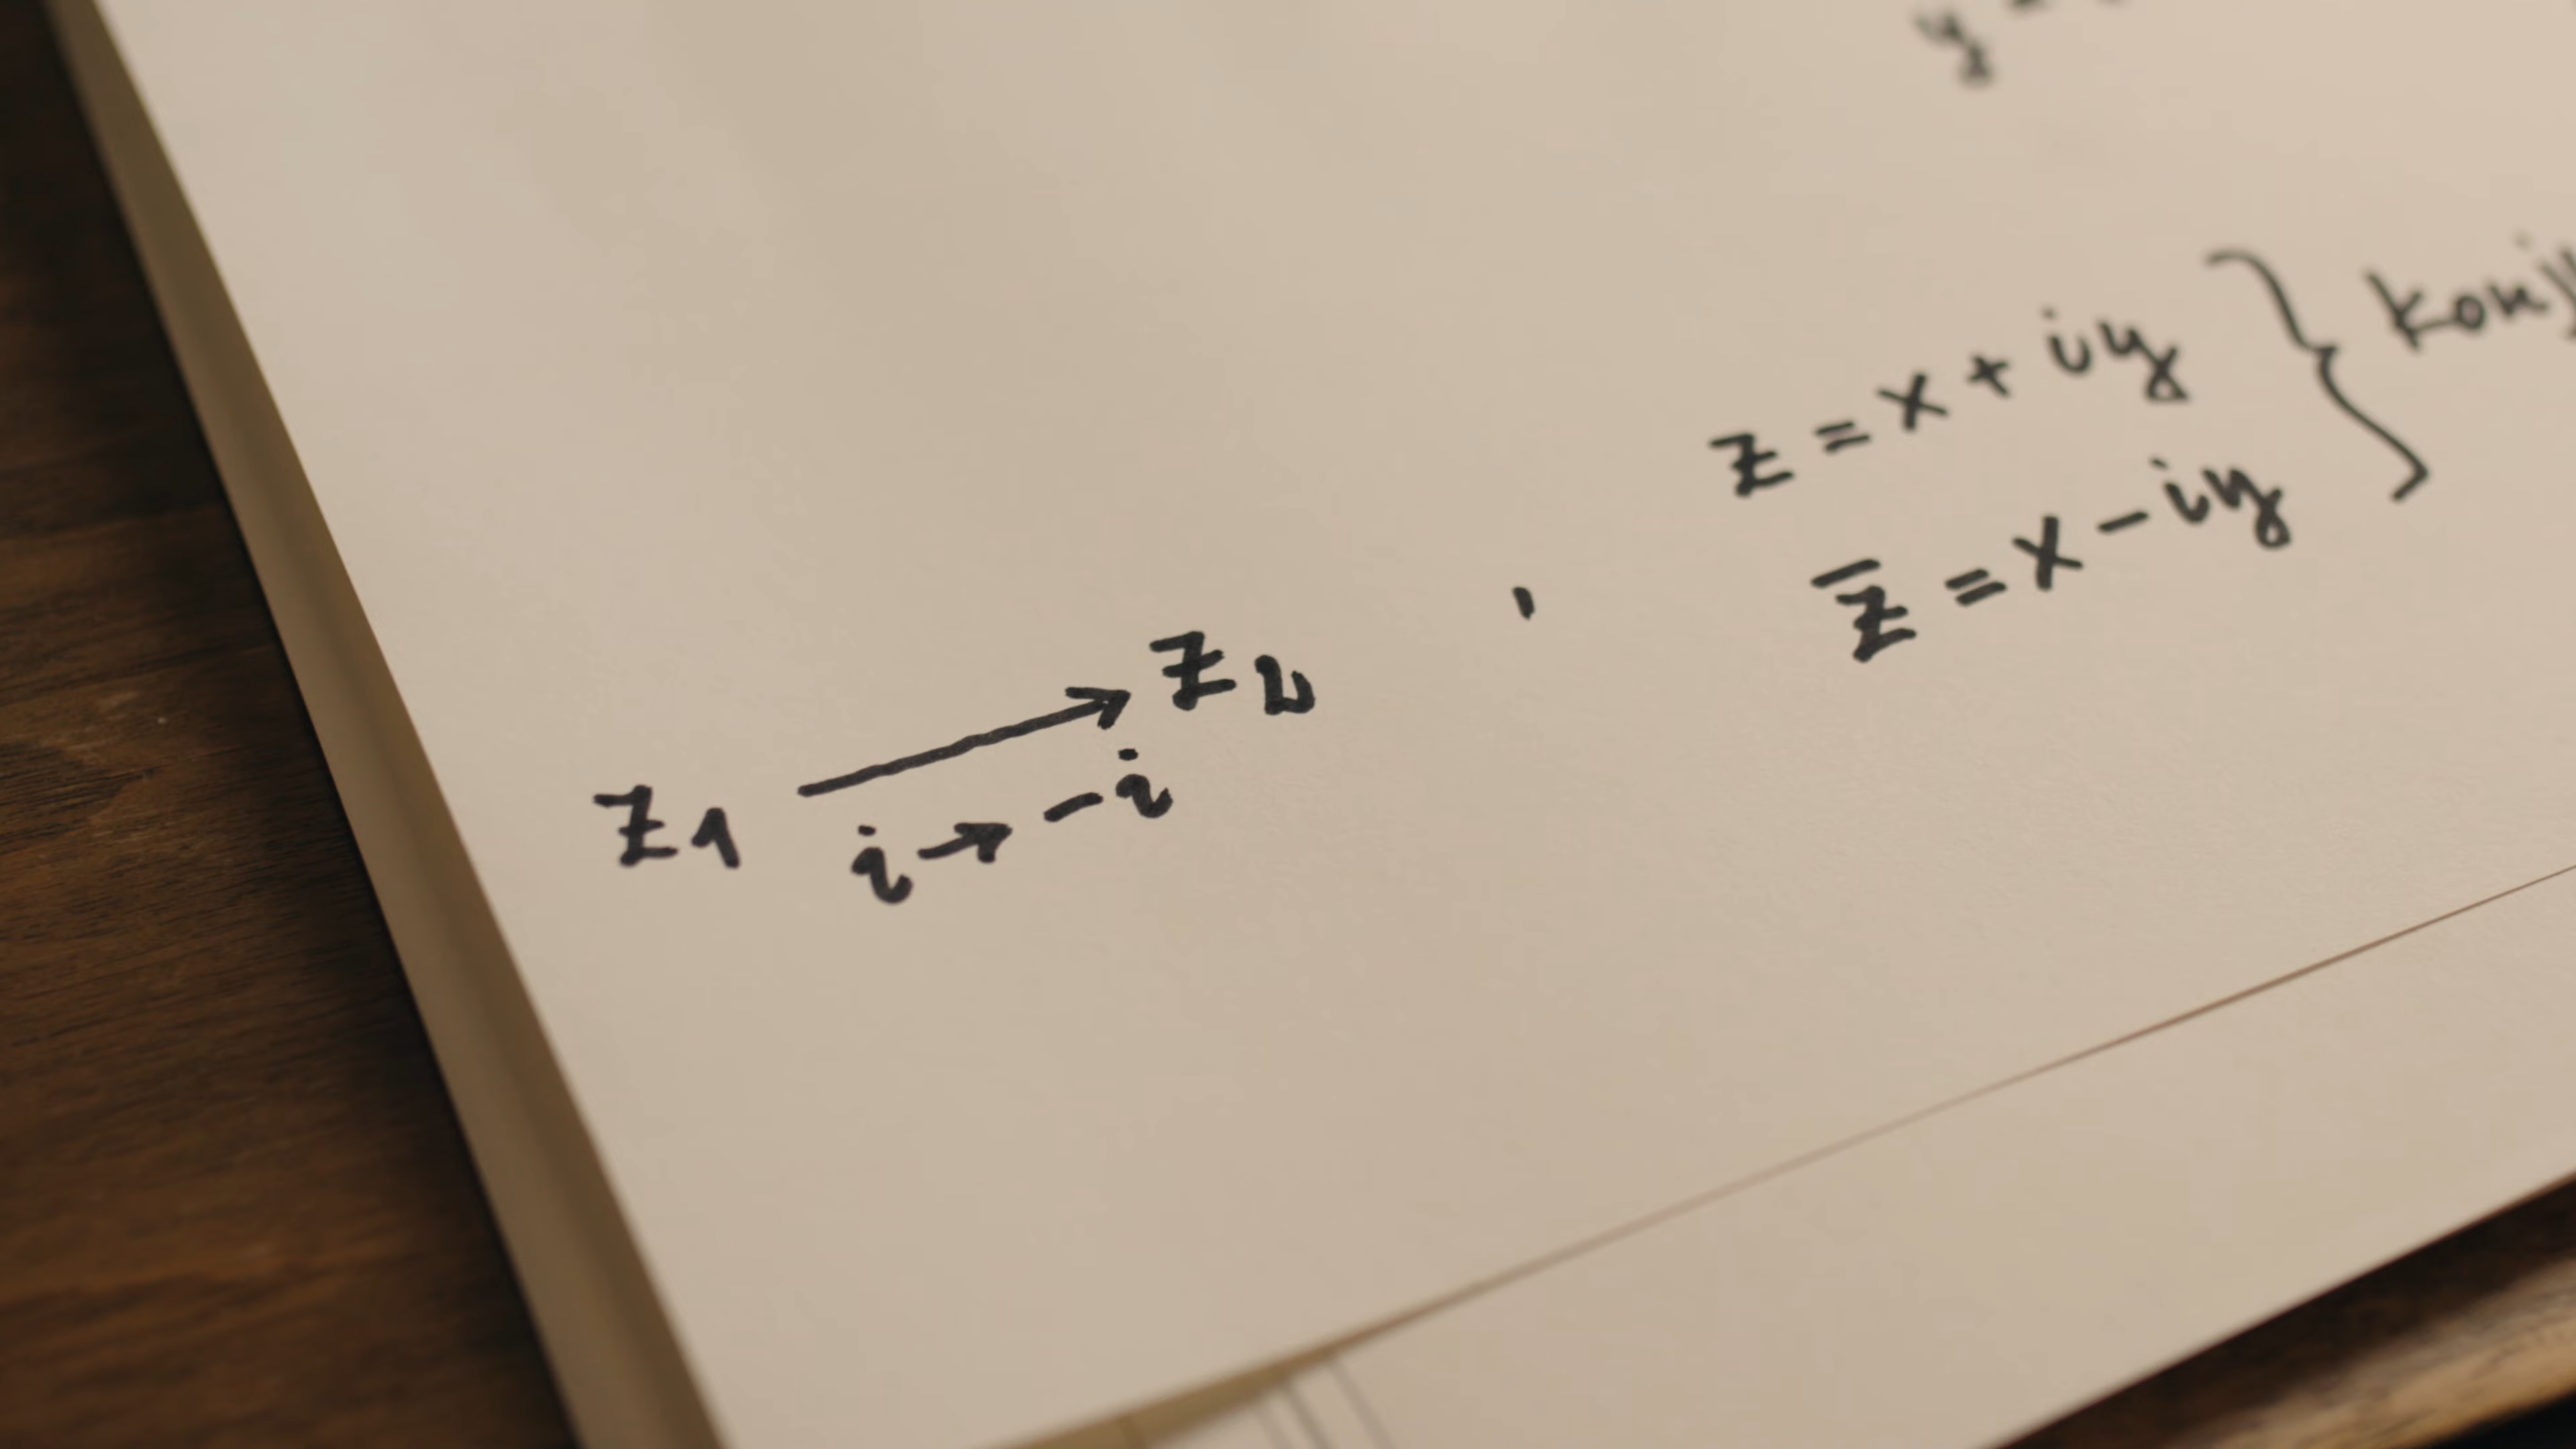 z = x + iy
z̄ = x - iy
z₁ → z₂
i → -i